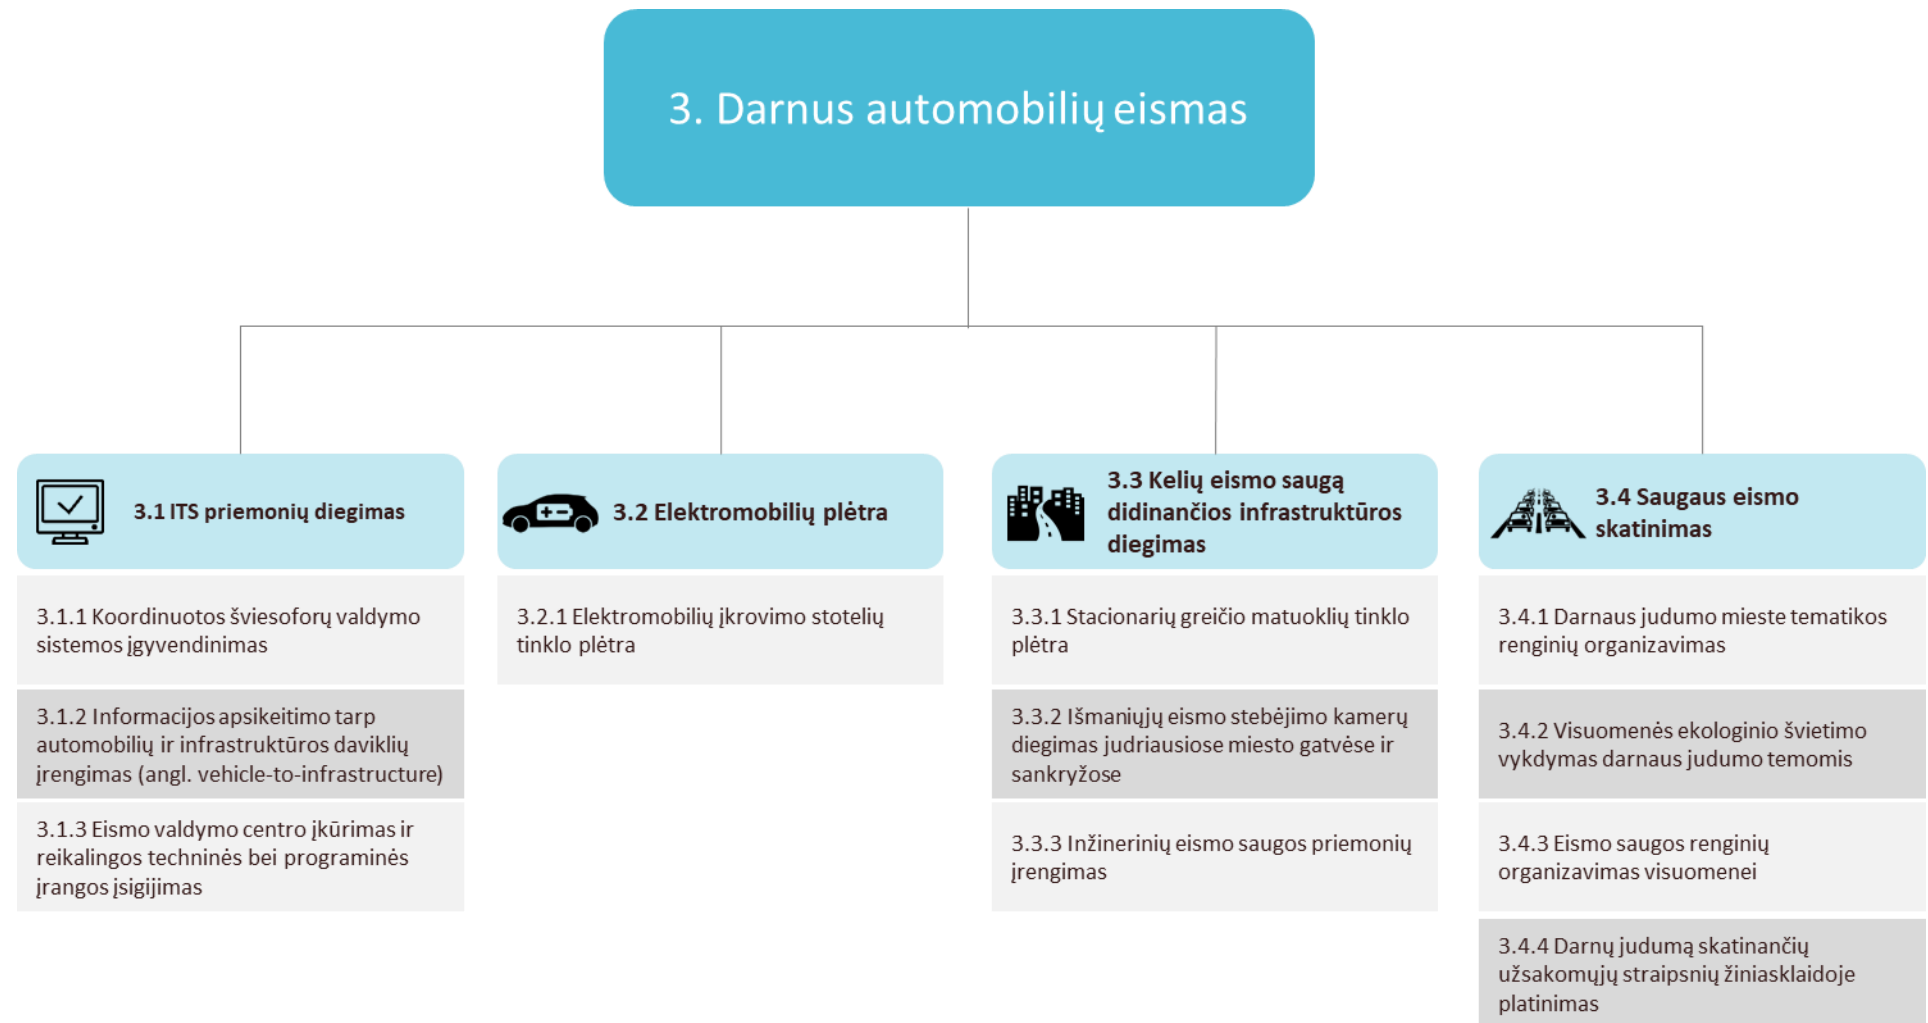 3. Darnus automobilių eismas
3.1 ITS priemonių diegimas
3.1.1 Koordinuotos šviesoforų valdymo
sistemos įgyvendinimas
3.1.2 Informacijos apsikeitimo tarp
automobilių ir infrastruktūros daviklių
įrengimas (angl. vehicle-to-infrastructure)
3.1.3 Eismo valdymo centro įkūrimas ir
reikalingos techninės bei programinės
įrangos įsigijimas
3.2 Elektromobilių plėtra
3.2.1 Elektromobilių įkrovimo stotelių
tinklo plėtra
3.3 Kelių eismo saugą
didinančios infrastruktūros
diegimas
3.3.1 Stacionarių greičio matuoklių tinklo
plėtra
3.3.2 Išmaniųjų eismo stebėjimo kamerų
diegimas judriausiose miesto gatvėse ir
sankryžose
3.3.3 Inžinerinių eismo saugos priemonių
įrengimas
3.4 Saugaus eismo
skatinimas
3.4.1 Darnaus judumo mieste tematikos
renginių organizavimas
3.4.2 Visuomenės ekologinio švietimo
vykdymas darnaus judumo temomis
3.4.3 Eismo saugos renginių
organizavimas visuomenei
3.4.4 Darnų judumą skatinančių
užsakomųjų straipsnių žiniasklaidoje
platinimas